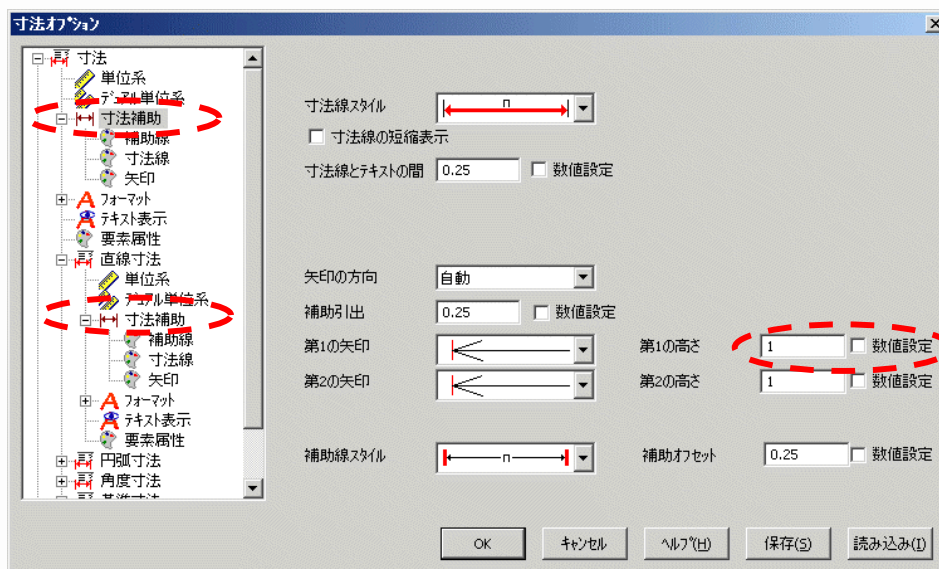 寸法オプション
寸法
単位系
デュアル単位系
寸法補助
補助線
寸法線
矢印
フォーマット
テキスト表示
要素属性
直線寸法
単位系
デュアル単位系
寸法補助
補助線
寸法線
矢印
フォーマット
テキスト表示
要素属性
円弧寸法
角度寸法
寸法線スタイル
n
寸法線の短縮表示
寸法線とテキストの間 0.25 数値設定
矢印の方向 自動
補助引出 0.25 数値設定
第1の矢印 第1の高さ 1 数値設定
第2の矢印 第2の高さ 1 数値設定
補助線スタイル n 補助オフセット 0.25 数値設定
OK キャンセル ヘルプ(H) 保存(S) 読み込み(I)